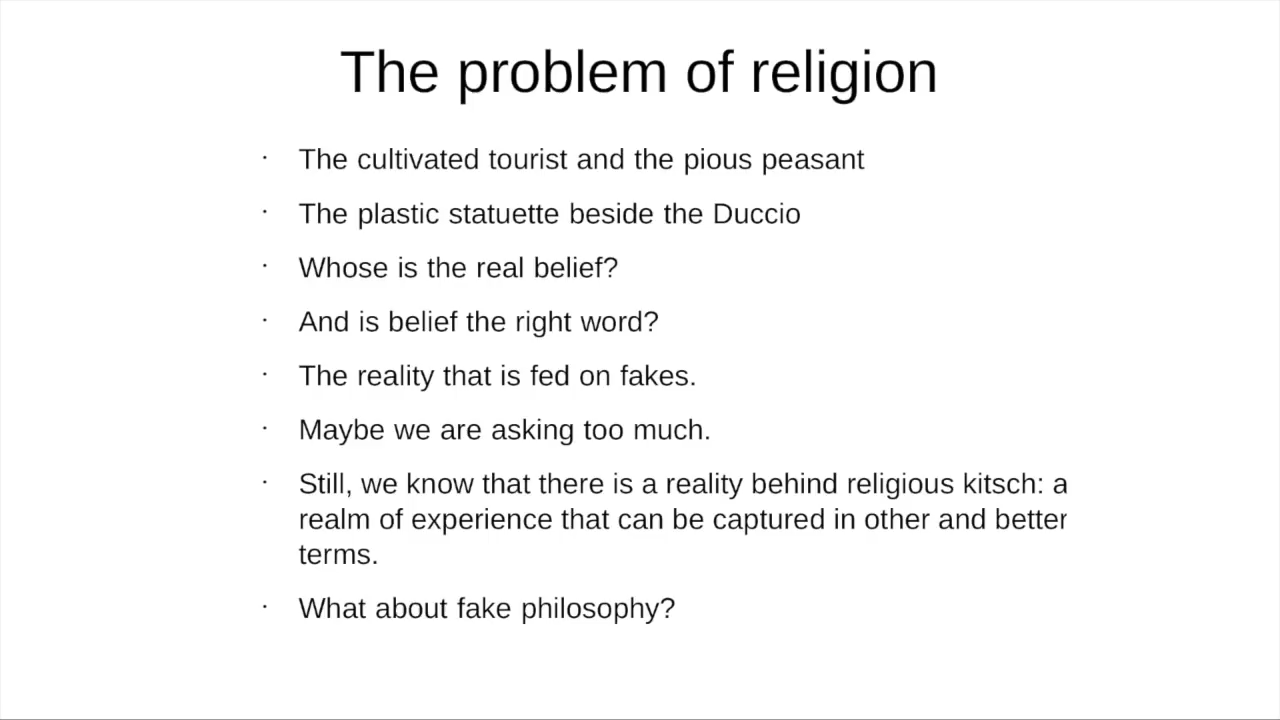 The problem of religion
· The cultivated tourist and the pious peasant
· The plastic statuette beside the Duccio
· Whose is the real belief?
· And is belief the right word?
· The reality that is fed on fakes.
· Maybe we are asking too much.
· Still, we know that there is a reality behind religious kitsch: a
realm of experience that can be captured in other and better
terms.
· What about fake philosophy?